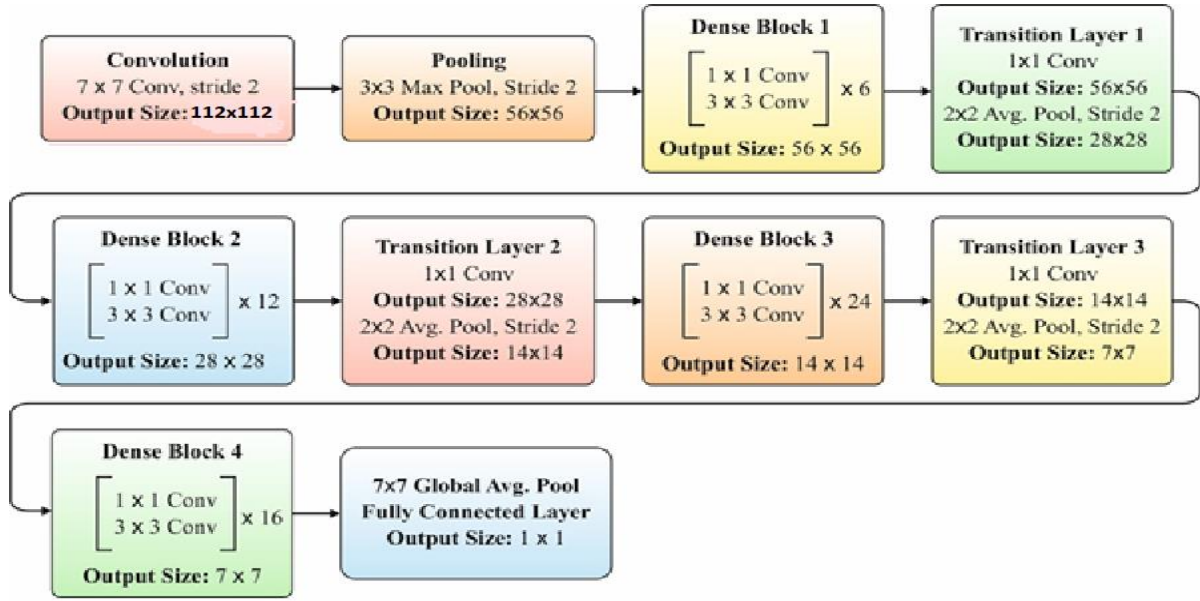 Convolution
7 x 7 Conv, stride 2
Output Size: 112x112
Pooling
3x3 Max Pool, Stride 2
Output Size: 56x56
Dense Block 1
1 x 1 Conv
3 x 3 Conv
x 6
Output Size: 56 x 56
Transition Layer 1
1x1 Conv
Output Size: 56x56
2x2 Avg. Pool, Stride 2
Output Size: 28x28
Dense Block 2
1 x 1 Conv
3 x 3 Conv
x 12
Output Size: 28 x 28
Transition Layer 2
1x1 Conv
Output Size: 28x28
2x2 Avg. Pool, Stride 2
Output Size: 14x14
Dense Block 3
1 x 1 Conv
3 x 3 Conv
x 24
Output Size: 14 x 14
Transition Layer 3
1x1 Conv
Output Size: 14x14
2x2 Avg. Pool, Stride 2
Output Size: 7x7
Dense Block 4
1 x 1 Conv
3 x 3 Conv
x 16
Output Size: 7 x 7
7x7 Global Avg. Pool
Fully Connected Layer
Output Size: 1 x 1